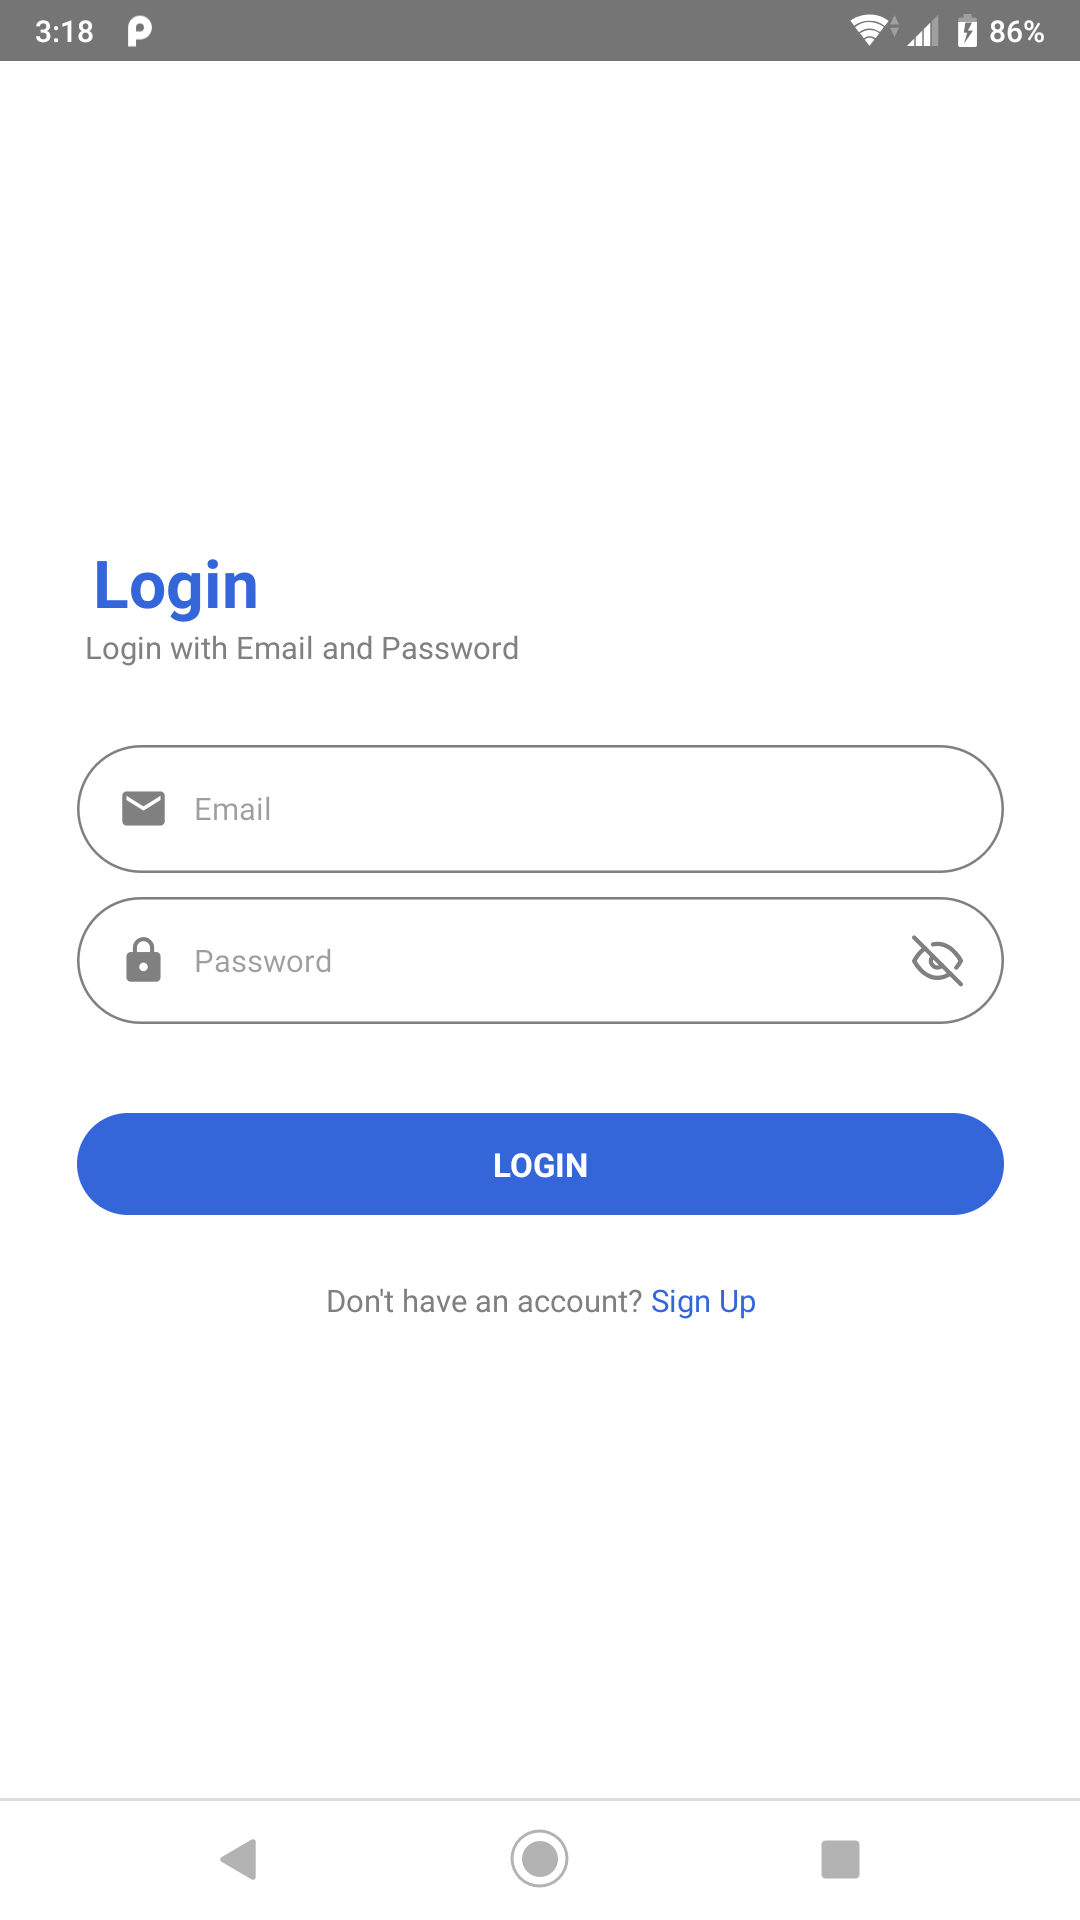 3:18 86%
Login
Login with Email and Password
Email
Password
LOGIN
Don't have an account? Sign Up